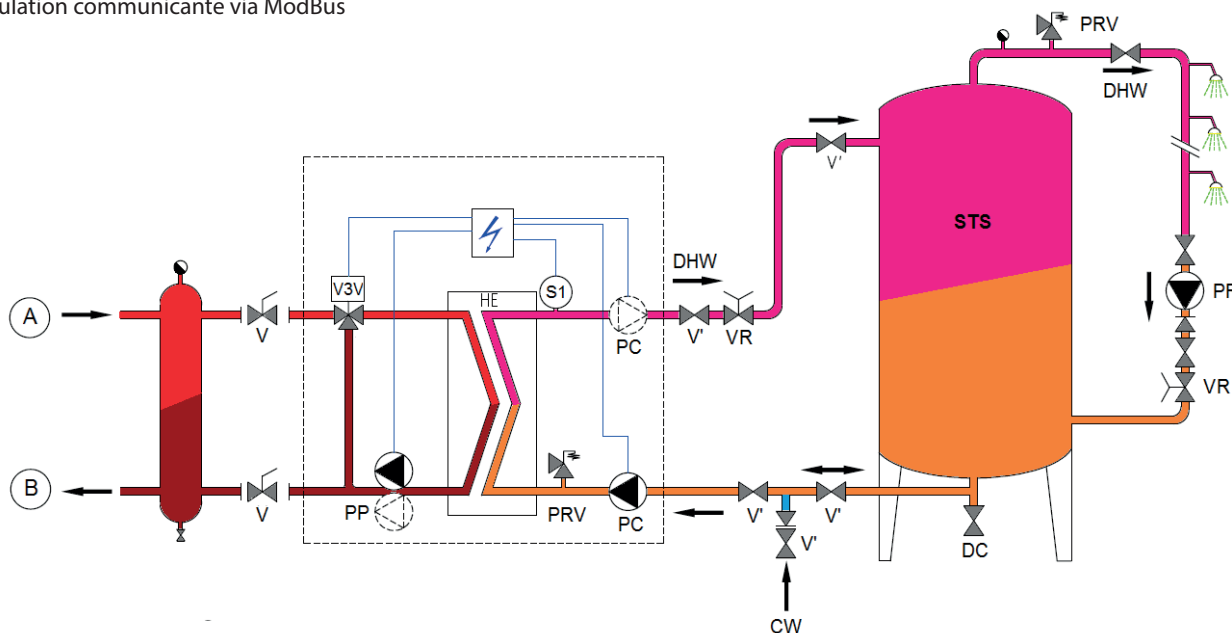 ulation communicante via ModBus
PRV
DHW
V'
STS
DHW
V3V
HE
S1
A
V
PC
V'
VR
VR
B
V
PP
PRV
PC
V'
V'
V'
DC
CW